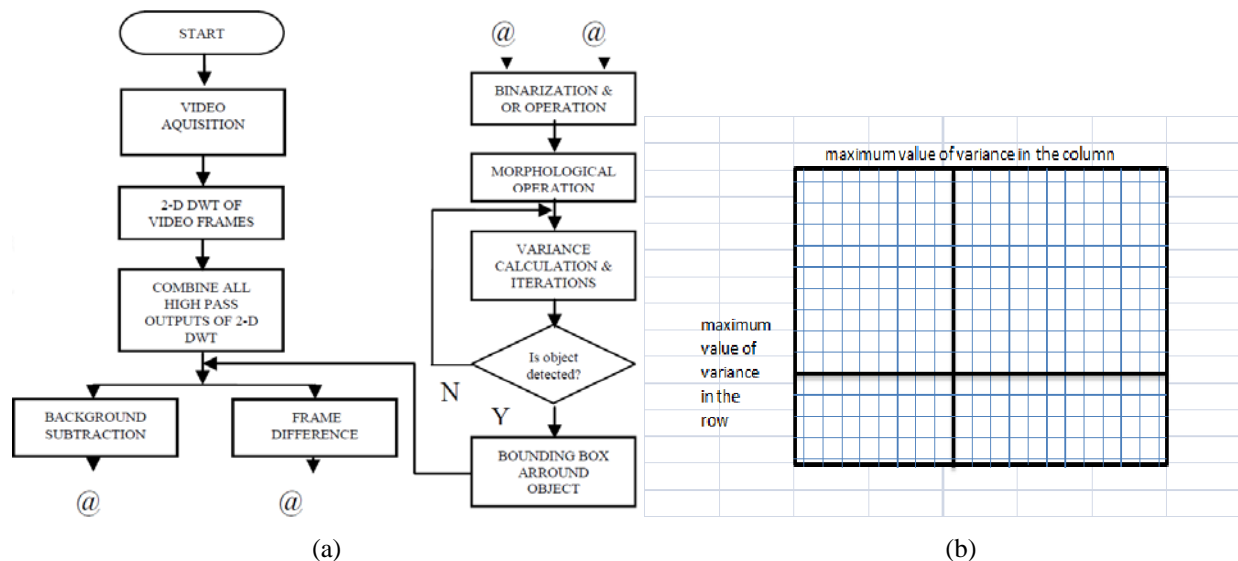 START
VIDEO
AQUISITION
2-D DWT OF
VIDEO FRAMES
COMBINE ALL
HIGH PASS
OUTPUTS OF 2-D
DWT
BACKGROUND
SUBTRACTION
FRAME
DIFFERENCE
@
@
@
@
BINARIZATION &
OR OPERATION
MORPHOLOGICAL
OPERATION
VARIANCE
CALCULATION &
ITERATIONS
Is object
detected?
N
Y
BOUNDING BOX
ARROUND
OBJECT
(a)
maximum value of variance in the column
maximum
value of
variance
in the
row
(b)